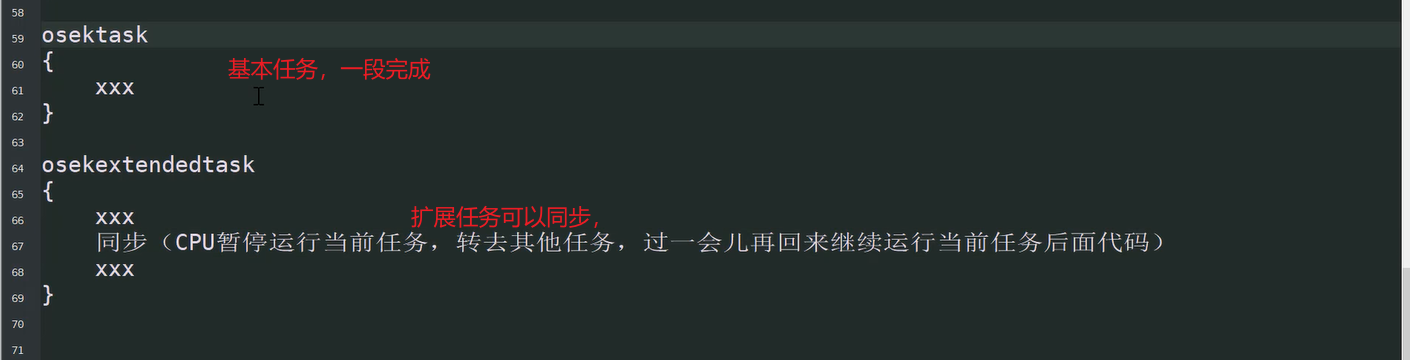 58
59 osektask
60 {
基本任务，一段完成
61 xxx
62 }
63
64 osekextendedtask
65 {
66 xxx
扩展任务可以同步，
67 同步（CPU暂停运行当前任务，转去其他任务，过一会儿再回来继续运行当前任务后面代码）
68 xxx
69 }
70
71